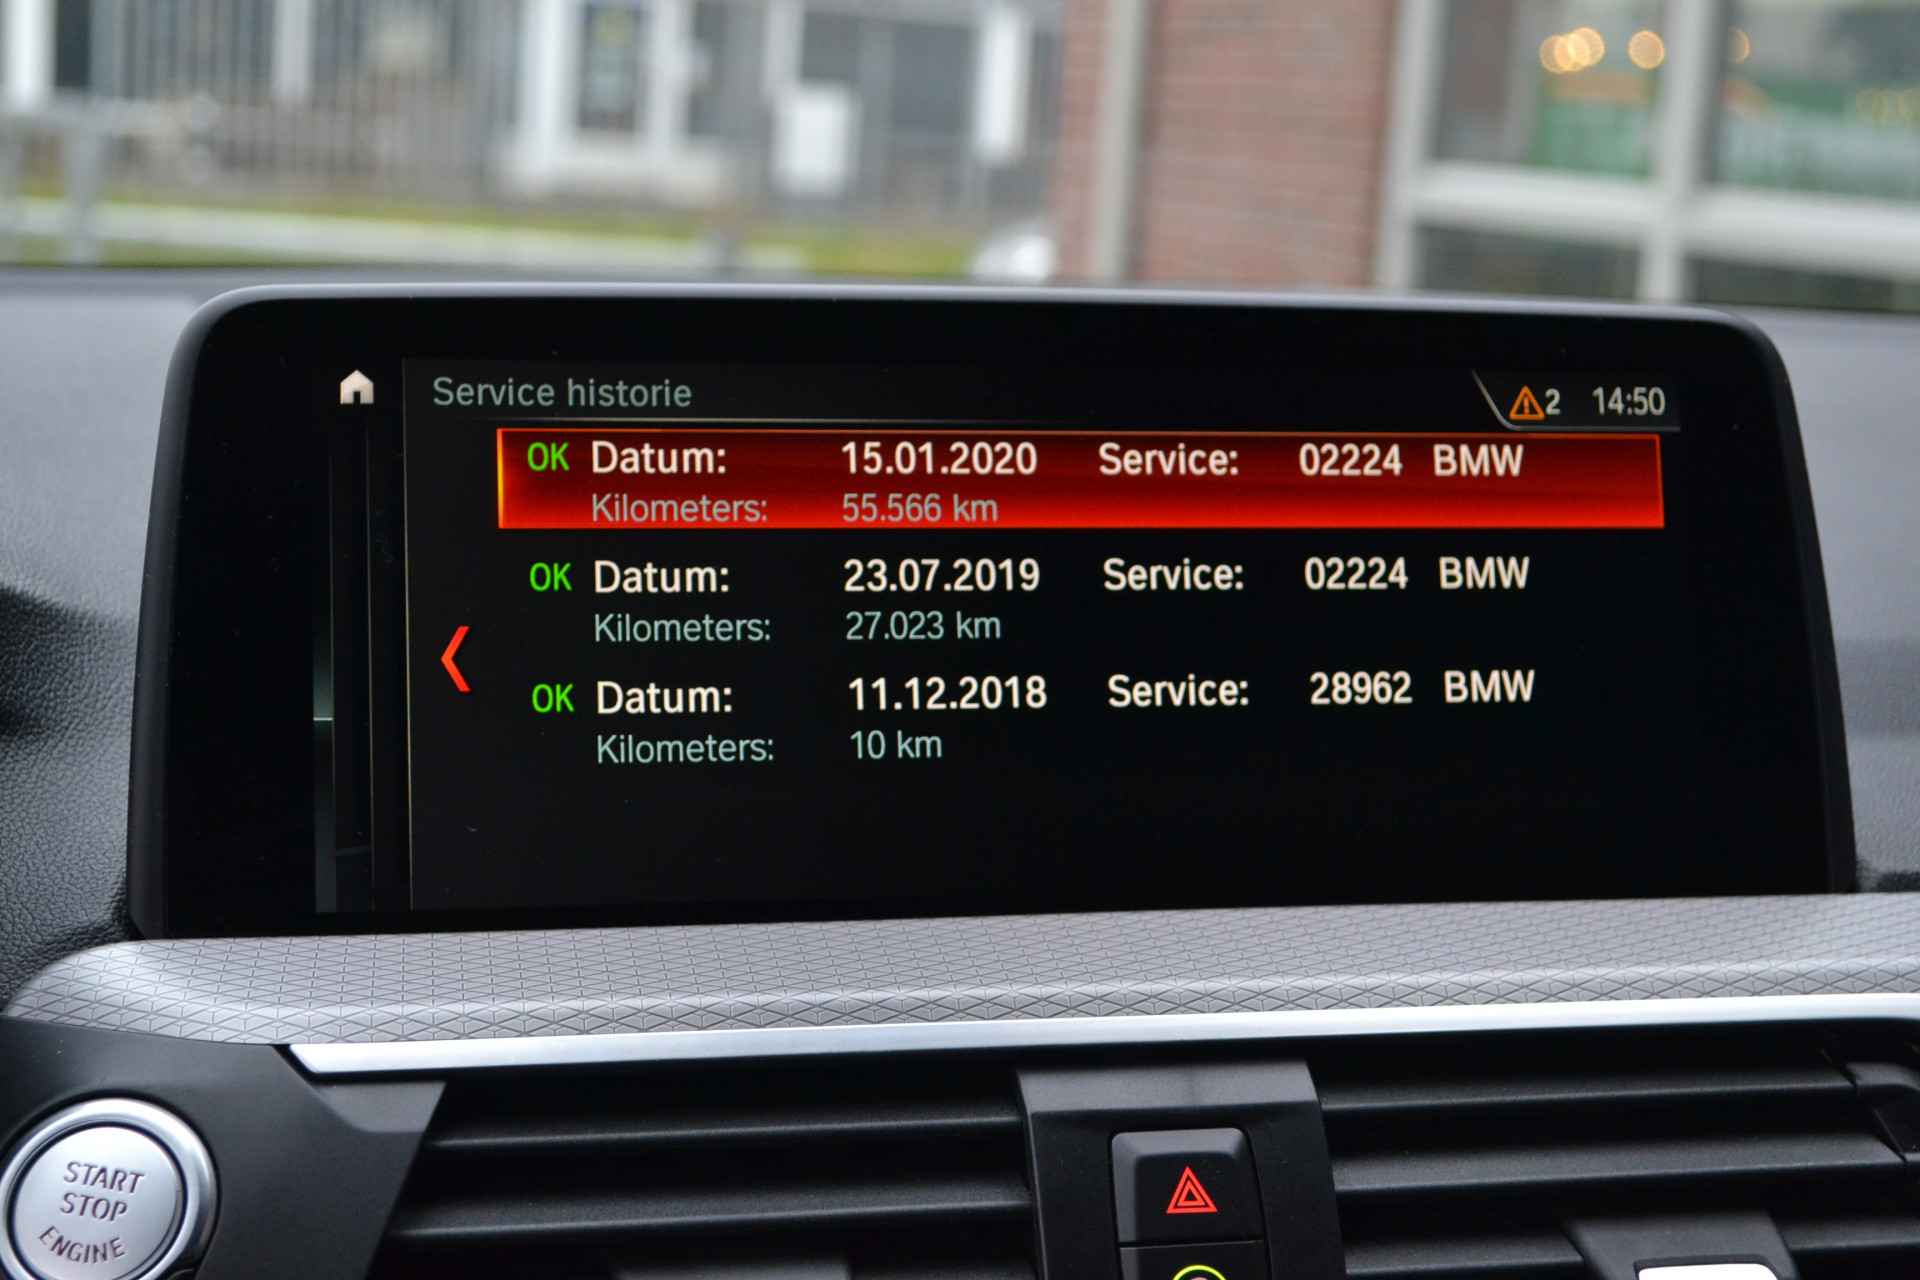 Service historie
2 14:50
OK Datum: 15.01.2020 Service: 02224 BMW
Kilometers: 55.566 km
OK Datum: 23.07.2019 Service: 02224 BMW
Kilometers: 27.023 km
OK Datum: 11.12.2018 Service: 28962 BMW
Kilometers: 10 km
START
STOP
ENGINE